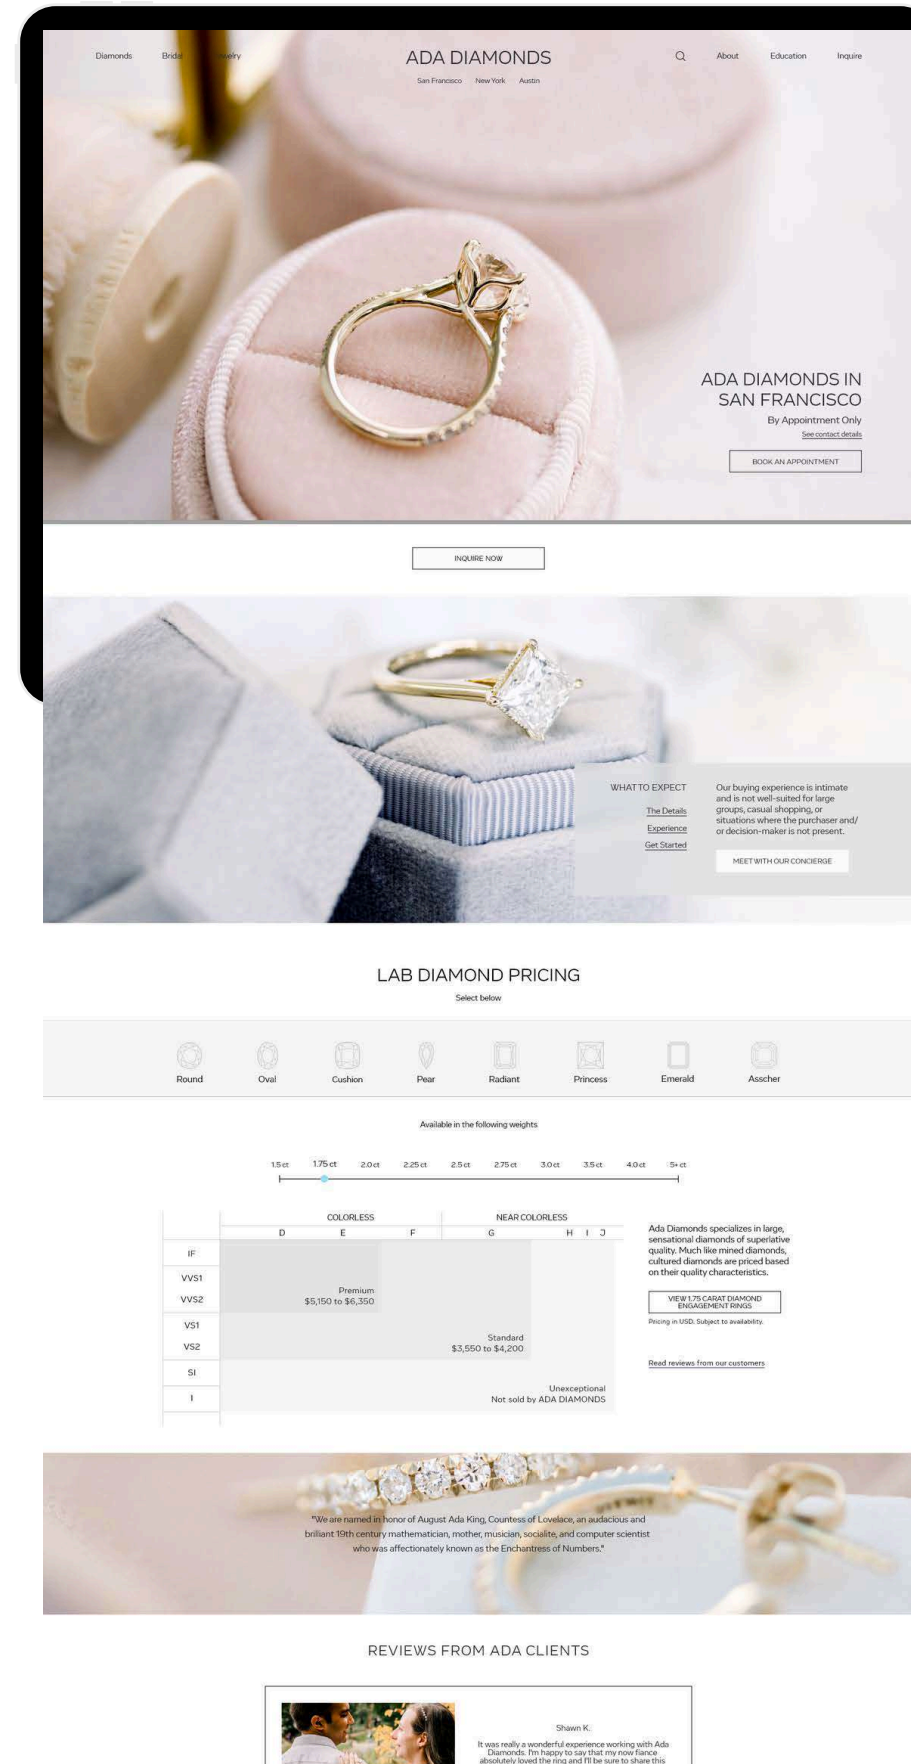 Diamonds Bridal
ADA DIAMONDS
About Education Inquire
San Francisco New York Austin
ADA DIAMONDS IN
SAN FRANCISCO
By Appointment Only
See contact details
BOOK AN APPOINTMENT
INQUIRE NOW
WHAT TO EXPECT
The Details
Experience
Get Started
Our buying experience is intimate
and is not well-suited for large
groups, casual shopping, or
situations where the purchaser and/
or decision-maker is not present.
MEET WITH OUR CONCIERGE
LAB DIAMOND PRICING
Select below
Round Oval Cushion Pear Radiant Princess Emerald Asscher
Available in the following weights
1.5 ct 1.75 ct 2.0 ct 2.25 ct 2.5 ct 2.75 ct 3.0 ct 3.5 ct 4.0 ct 5+ ct
COLORLESS NEAR COLORLESS
D E F G H I J
IF
VVS1
VVS2
VS1
VS2
SI
I
Premium
$5,150 to $6,350
Standard
$3,550 to $4,200
Unexceptional
Not sold by ADA DIAMONDS
Ada Diamonds specializes in large,
sensational diamonds of superlative
quality. Much like mined diamonds,
cultured diamonds are priced based
on their quality characteristics.
VIEW 1.75 CARAT DIAMOND
ENGAGEMENT RINGS
Pricing in USD. Subject to availability.
Read reviews from our customers
"We are named in honor of August Ada King, Countess of Lovelace, an audacious and
brilliant 19th century mathematician, mother, musician, socialite, and computer scientist
who was affectionately known as the Enchantress of Numbers."
REVIEWS FROM ADA CLIENTS
Shawn K.
It was really a wonderful experience working with Ada
Diamonds. I'm happy to say that my now fiance
absolutely loved the ring and I'll be sure to share this